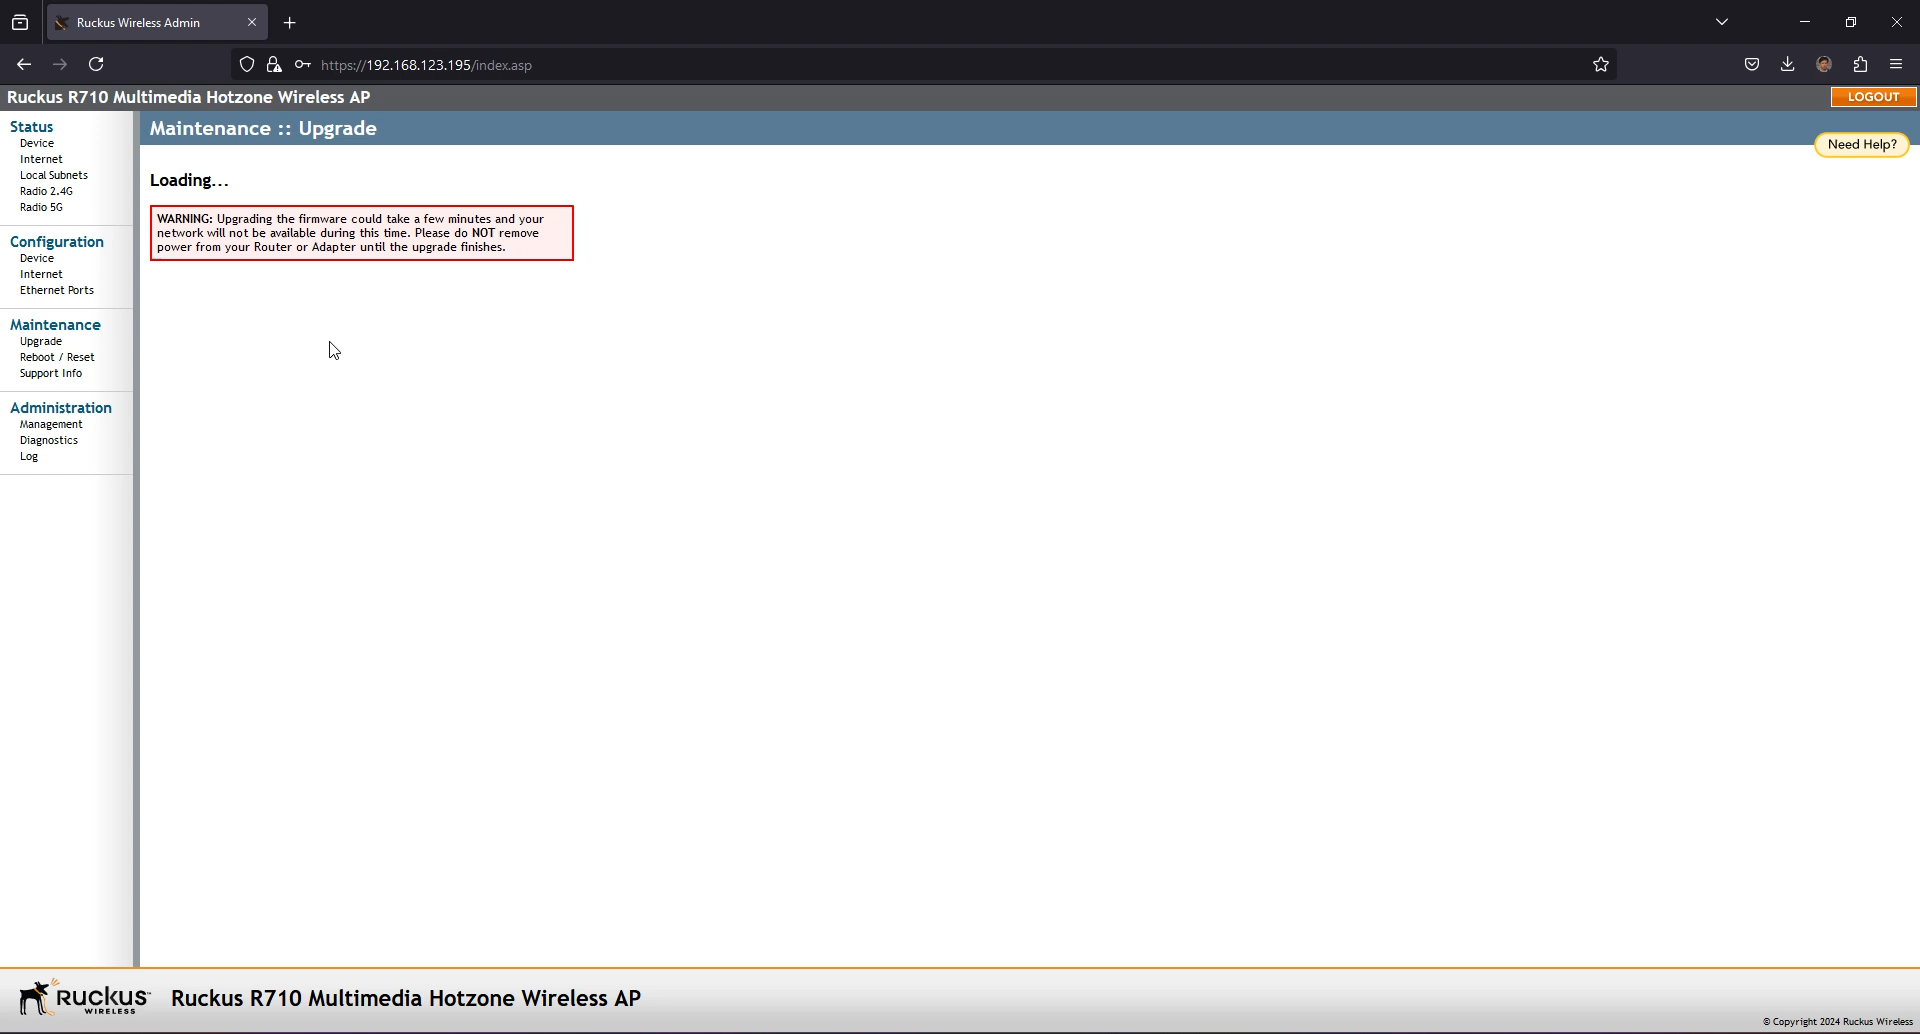 Ruckus Wireless Admin
https://192.168.123.195/index.asp
Ruckus R710 Multimedia Hotzone Wireless AP
LOGOUT
Status
Device
Internet
Local Subnets
Radio 2.4G
Radio 5G
Configuration
Device
Internet
Ethernet Ports
Maintenance
Upgrade
Reboot / Reset
Support Info
Administration
Management
Diagnostics
Log
Maintenance :: Upgrade
Need Help?
Loading...
WARNING: Upgrading the firmware could take a few minutes and your
network will not be available during this time. Please do NOT remove
power from your Router or Adapter until the upgrade finishes.
RUCKUS™
WIRELESS
Ruckus R710 Multimedia Hotzone Wireless AP
© Copyright 2024 Ruckus Wireless